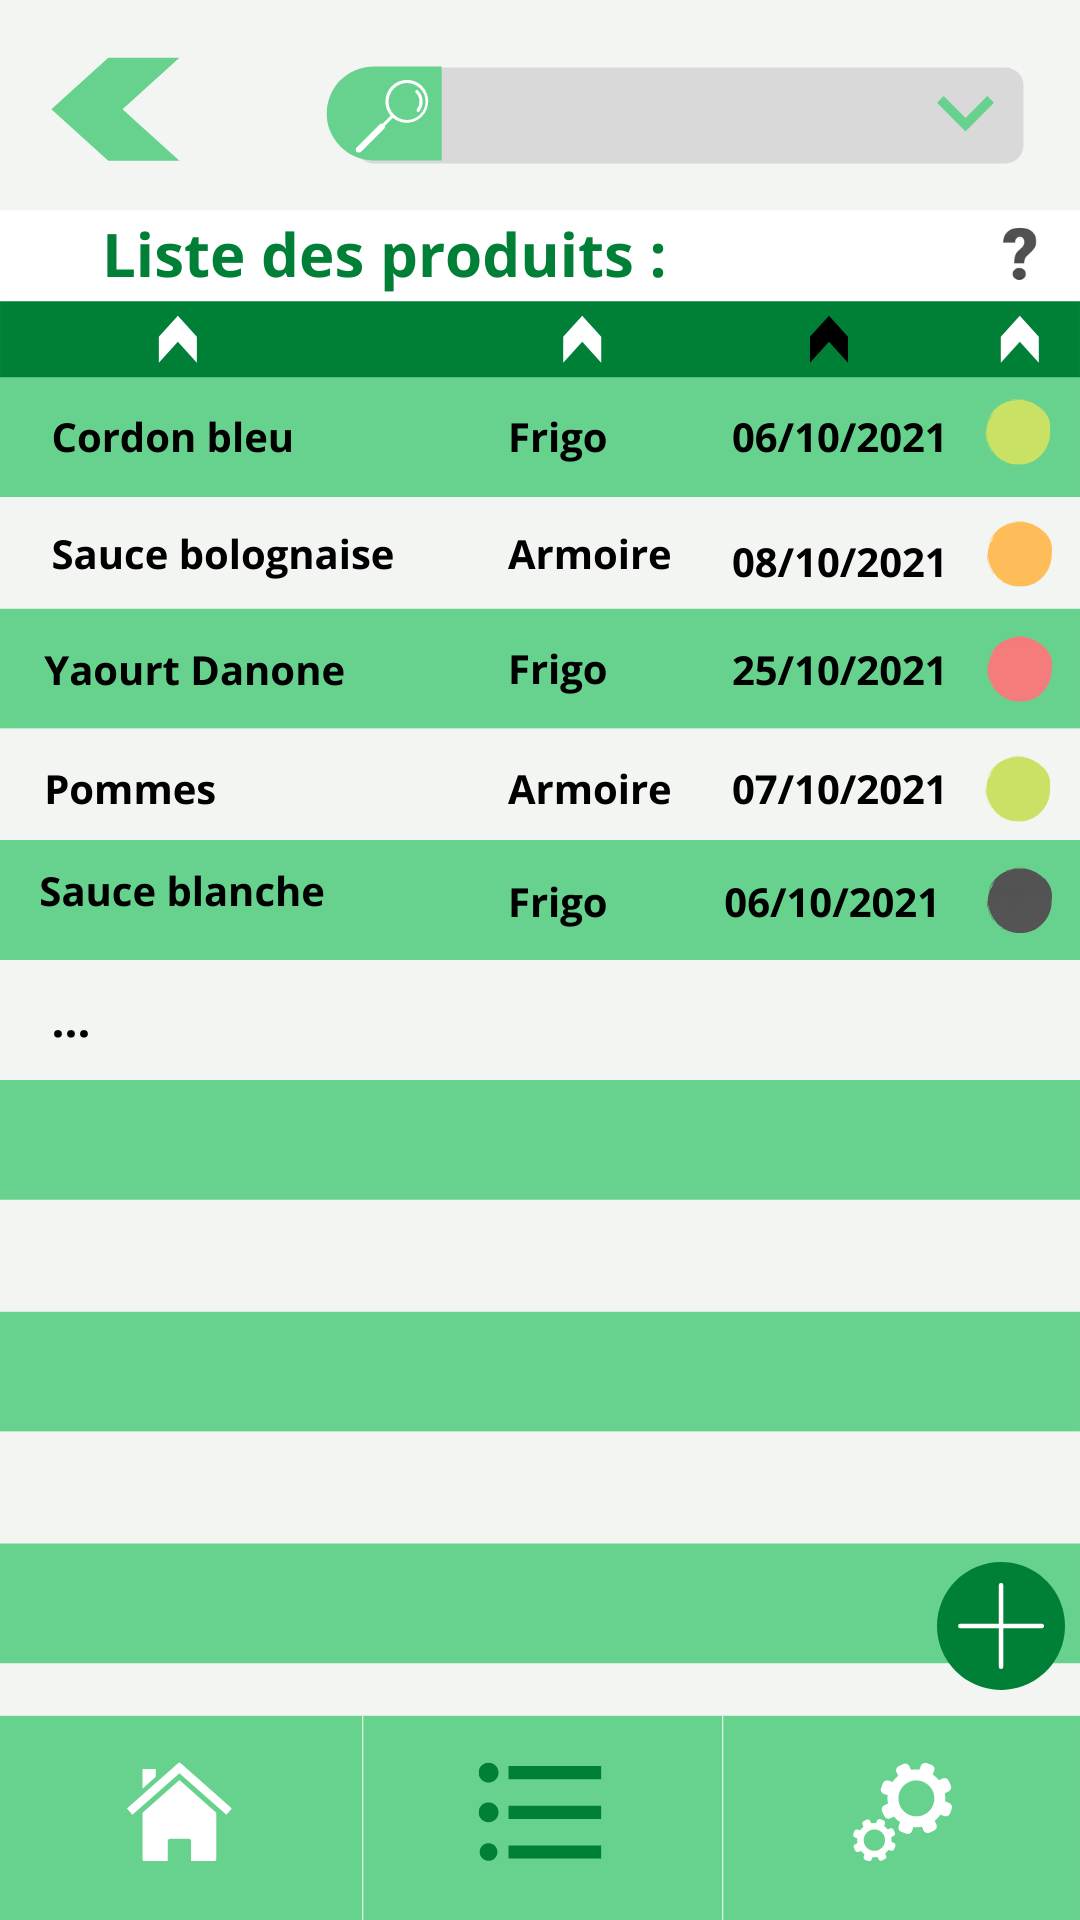 Liste des produits : ?
Cordon bleu Frigo 06/10/2021
Sauce bolognaise Armoire 08/10/2021
Yaourt Danone Frigo 25/10/2021
Pommes Armoire 07/10/2021
Sauce blanche Frigo 06/10/2021
...